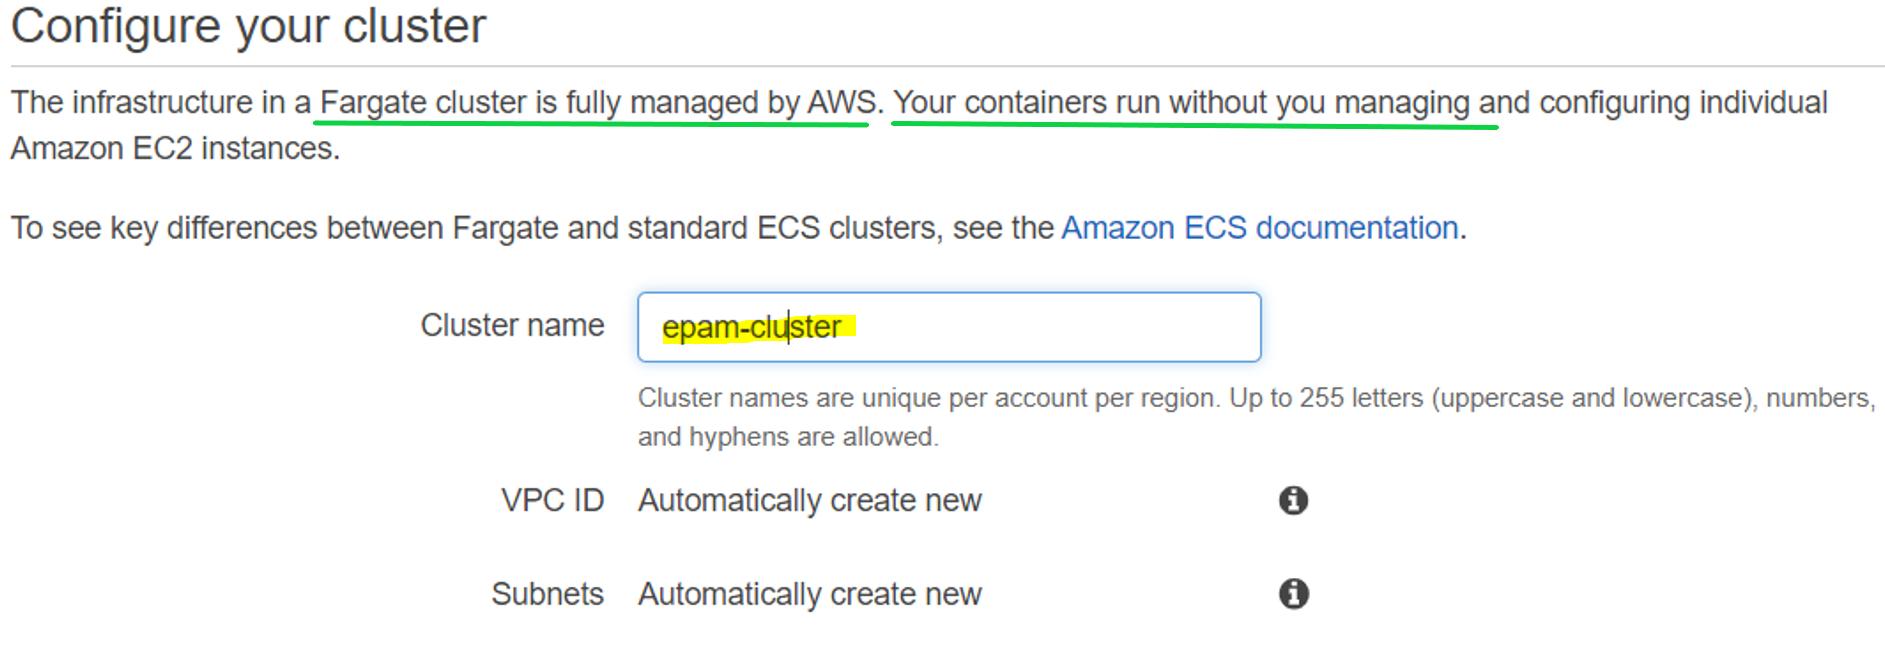 Configure your cluster
The infrastructure in a Fargate cluster is fully managed by AWS. Your containers run without you managing and configuring individual
Amazon EC2 instances.
To see key differences between Fargate and standard ECS clusters, see the Amazon ECS documentation.
Cluster name epam-cluster
Cluster names are unique per account per region. Up to 255 letters (uppercase and lowercase), numbers,
and hyphens are allowed.
VPC ID Automatically create new
Subnets Automatically create new